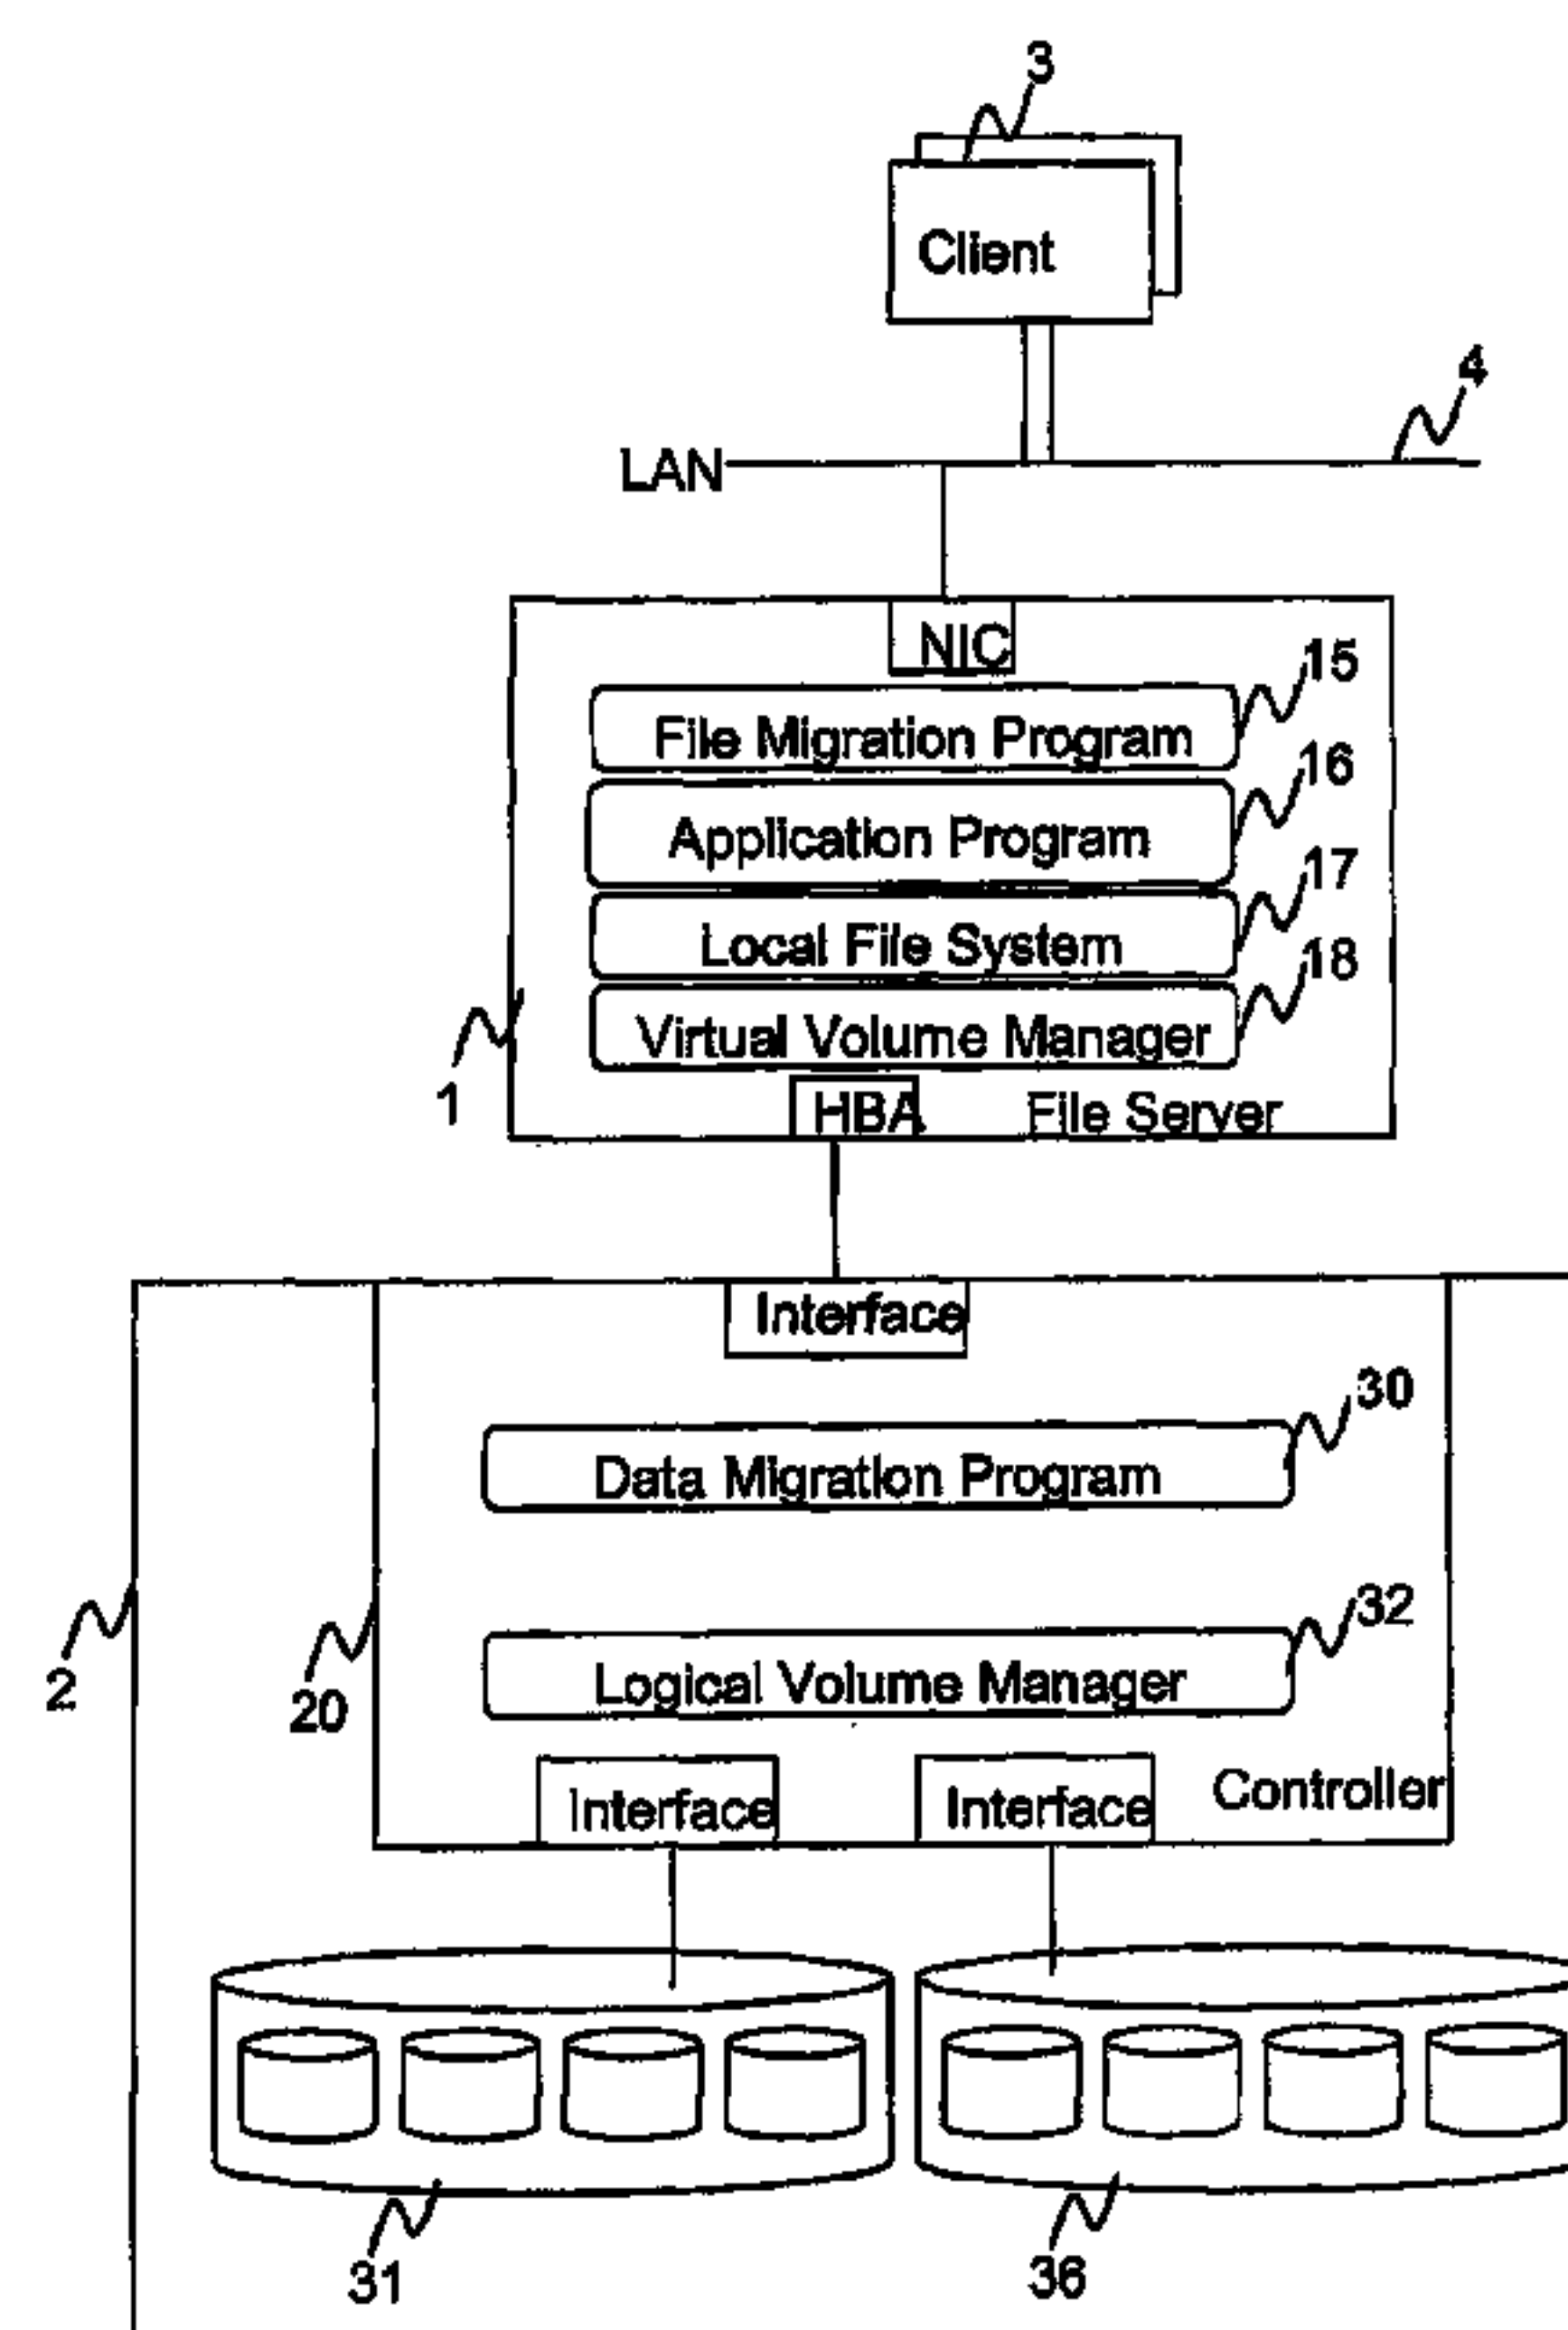 3
Client
4
LAN
NIC
15
File Migration Program
16
Application Program
17
Local File System
18
Virtual Volume Manager
1
HBA
File Server
Interface
30
Data Migration Program
32
2
20
Logical Volume Manager
Interface
Interface
Controller
31
36